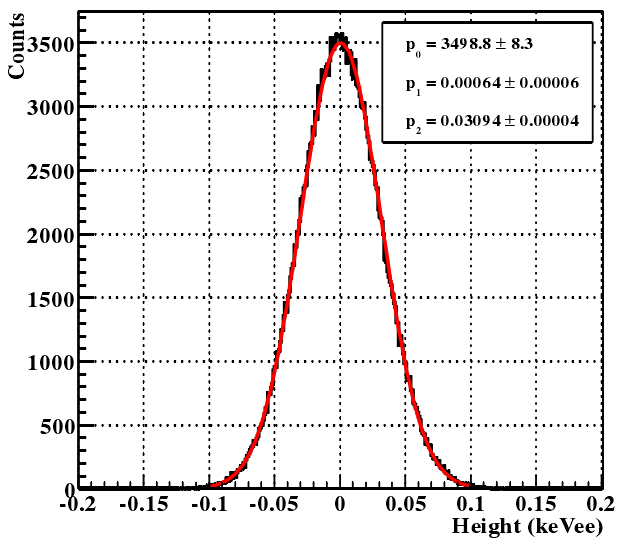 Counts
3500
3000
2500
2000
1500
1000
500
0
p₀ = 3498.8 ± 8.3
p₁ = 0.00064 ± 0.00006
p₂ = 0.03094 ± 0.00004
-0.2 -0.15 -0.1 -0.05 0 0.05 0.1 0.15 0.2
Height (keVee)